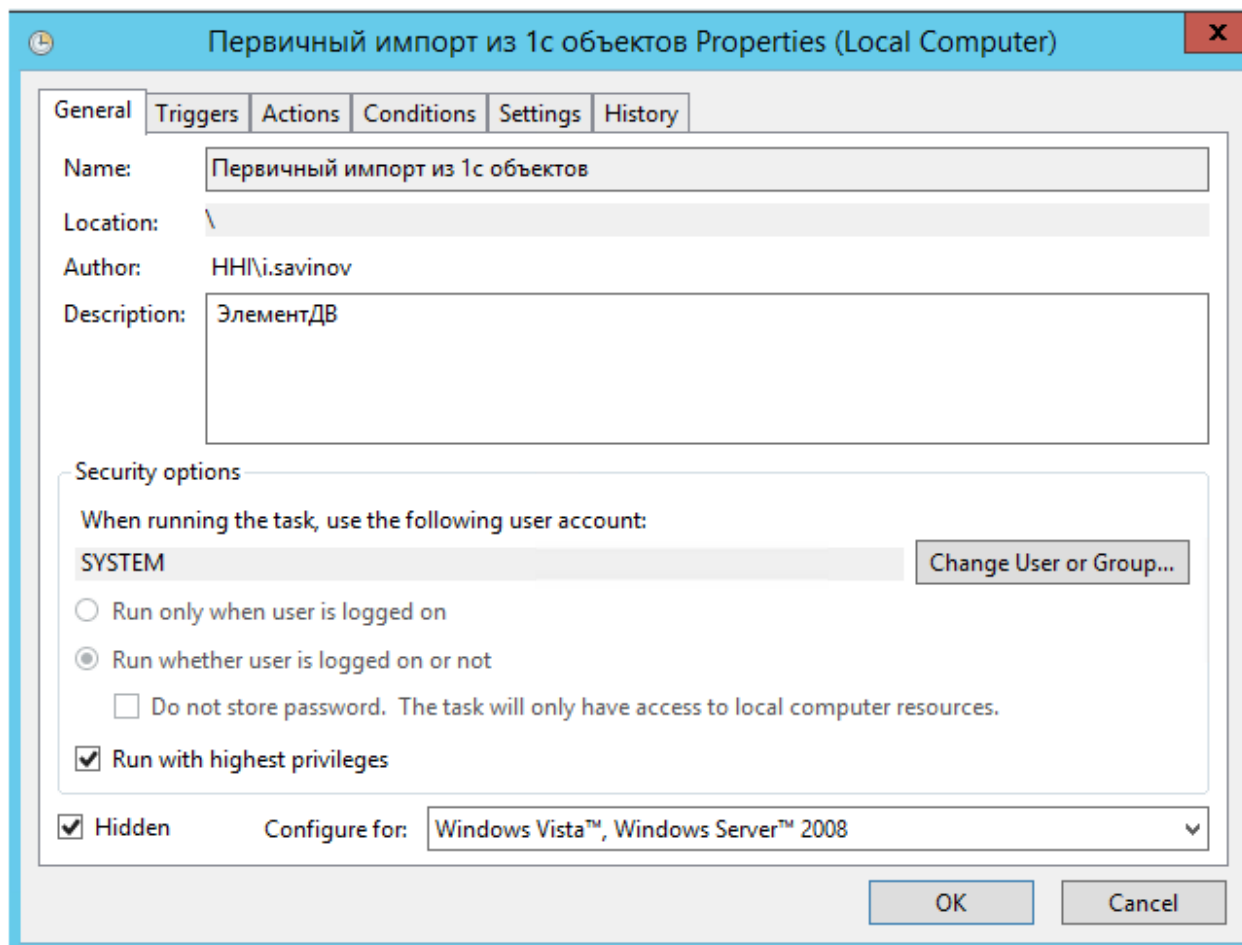 Первичный импорт из 1с объектов Properties (Local Computer)
x
General Triggers Actions Conditions Settings History
Name: Первичный импорт из 1с объектов
Location: \
Author: HHI\i.savinov
Description: ЭлементДВ
Security options
When running the task, use the following user account:
SYSTEM Change User or Group...
Run only when user is logged on
Run whether user is logged on or not
Do not store password. The task will only have access to local computer resources.
Run with highest privileges
Hidden Configure for: Windows Vista™, Windows Server™ 2008
OK Cancel